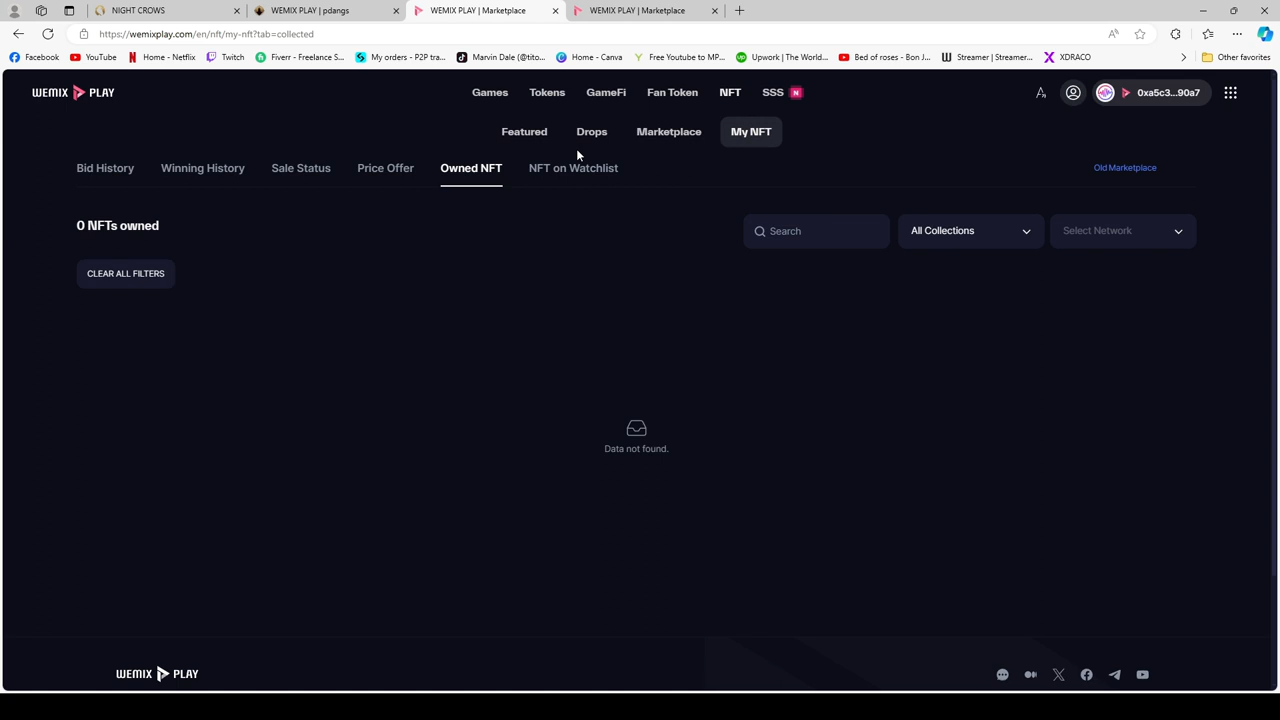 NIGHT CROWS
WEMIX PLAY | pdangs
WEMIX PLAY | Marketplace
WEMIX PLAY | Marketplace
https://wemixplay.com/en/nft/my-nft?tab=collected
Facebook
YouTube
Home - Netflix
Twitch
Fiverr - Freelance S...
My orders - P2P tra...
Marvin Dale (@tito...
Home - Canva
Free Youtube to MP...
Upwork | The World...
Bed of roses - Bon J...
Streamer | Streamer...
XDRACO
Other favorites
WEMIX PLAY
Games
Tokens
GameFi
Fan Token
NFT
SSS
N
0xa5c3...90a7
Featured
Drops
Marketplace
My NFT
Bid History
Winning History
Sale Status
Price Offer
Owned NFT
NFT on Watchlist
Old Marketplace
0 NFTs owned
Search
All Collections
Select Network
CLEAR ALL FILTERS
Data not found.
WEMIX PLAY